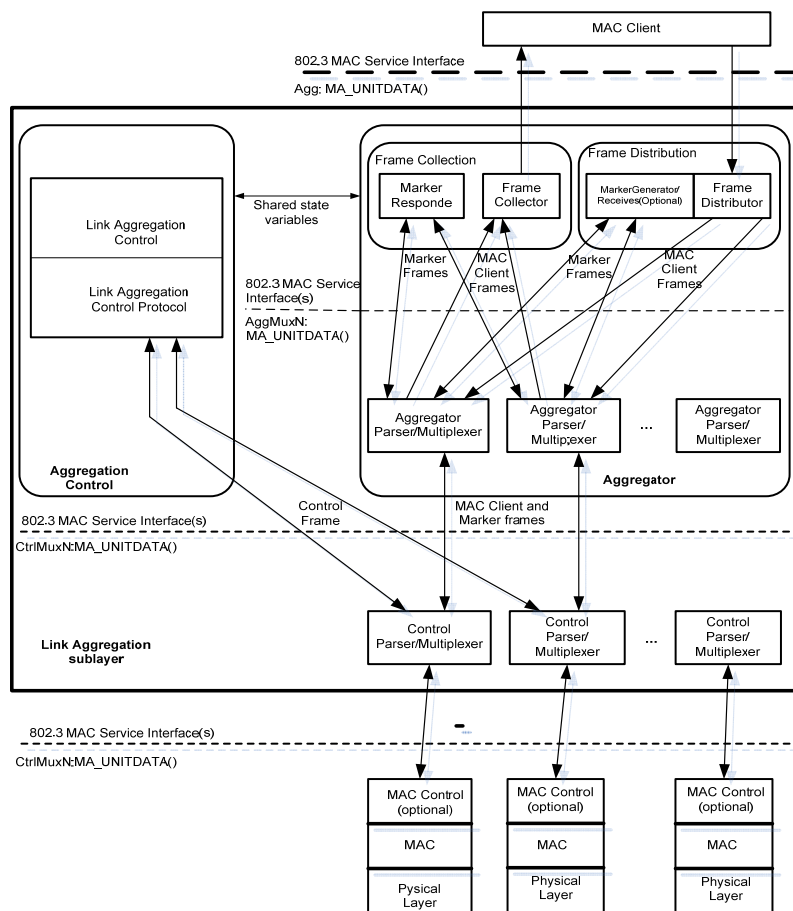 MAC Client
802.3 MAC Service Interface
Agg: MA_UNITDATA()
Frame Collection
Frame Distribution
Marker
Responde
Frame
Collector
MarkerGenerator/
Receives(Optional)
Frame
Distributor
Shared state
variables
Link Aggregation
Control
Link Aggregation
Control Protocol
Marker
Frames
MAC
Client
Frames
Marker
Frames
MAC
Client
Frames
802.3 MAC Service
Interface(s)
AggMuxN:
MA_UNITDATA()
Aggregator
Parser/Multiplexer
Aggregator
Parser/
Multip;exer
...
Aggregator
Parser/
Multiplexer
Aggregation
Control
Aggregator
Control
Frame
MAC Client and
Marker frames
802.3 MAC Service Interface(s)
CtrlMuxN:MA_UNITDATA()
Link Aggregation
sublayer
Control
Parser/Multiplexer
Control
Parser/
Multiplexer
...
Control
Parser/
Multiplexer
802.3 MAC Service Interface(s)
CtrlMuxN:MA_UNITDATA()
MAC Control
(optional)
MAC
Pysical
Layer
MAC Control
(optional)
MAC
Physical
Layer
MAC Control
(optional)
MAC
Physical
Layer